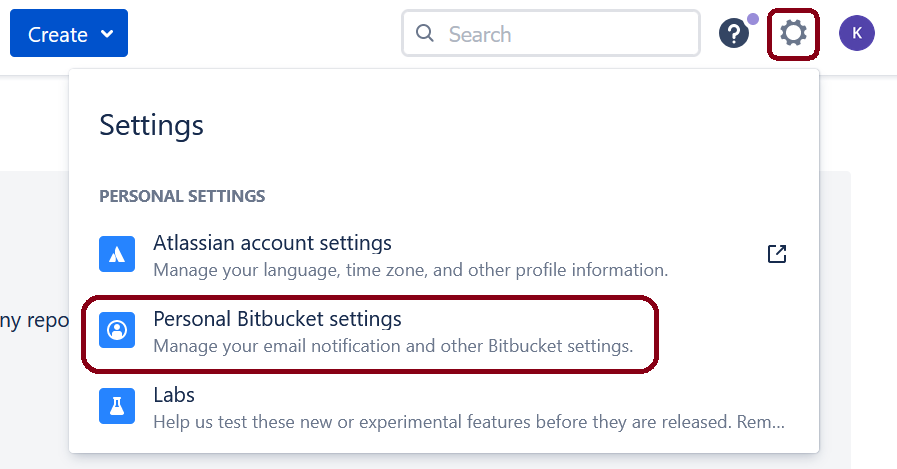 Create
Search
K
Settings
PERSONAL SETTINGS
Atlassian account settings
Manage your language, time zone, and other profile information.
ny repo
Personal Bitbucket settings
Manage your email notification and other Bitbucket settings.
Labs
Help us test these new or experimental features before they are released. Rem...